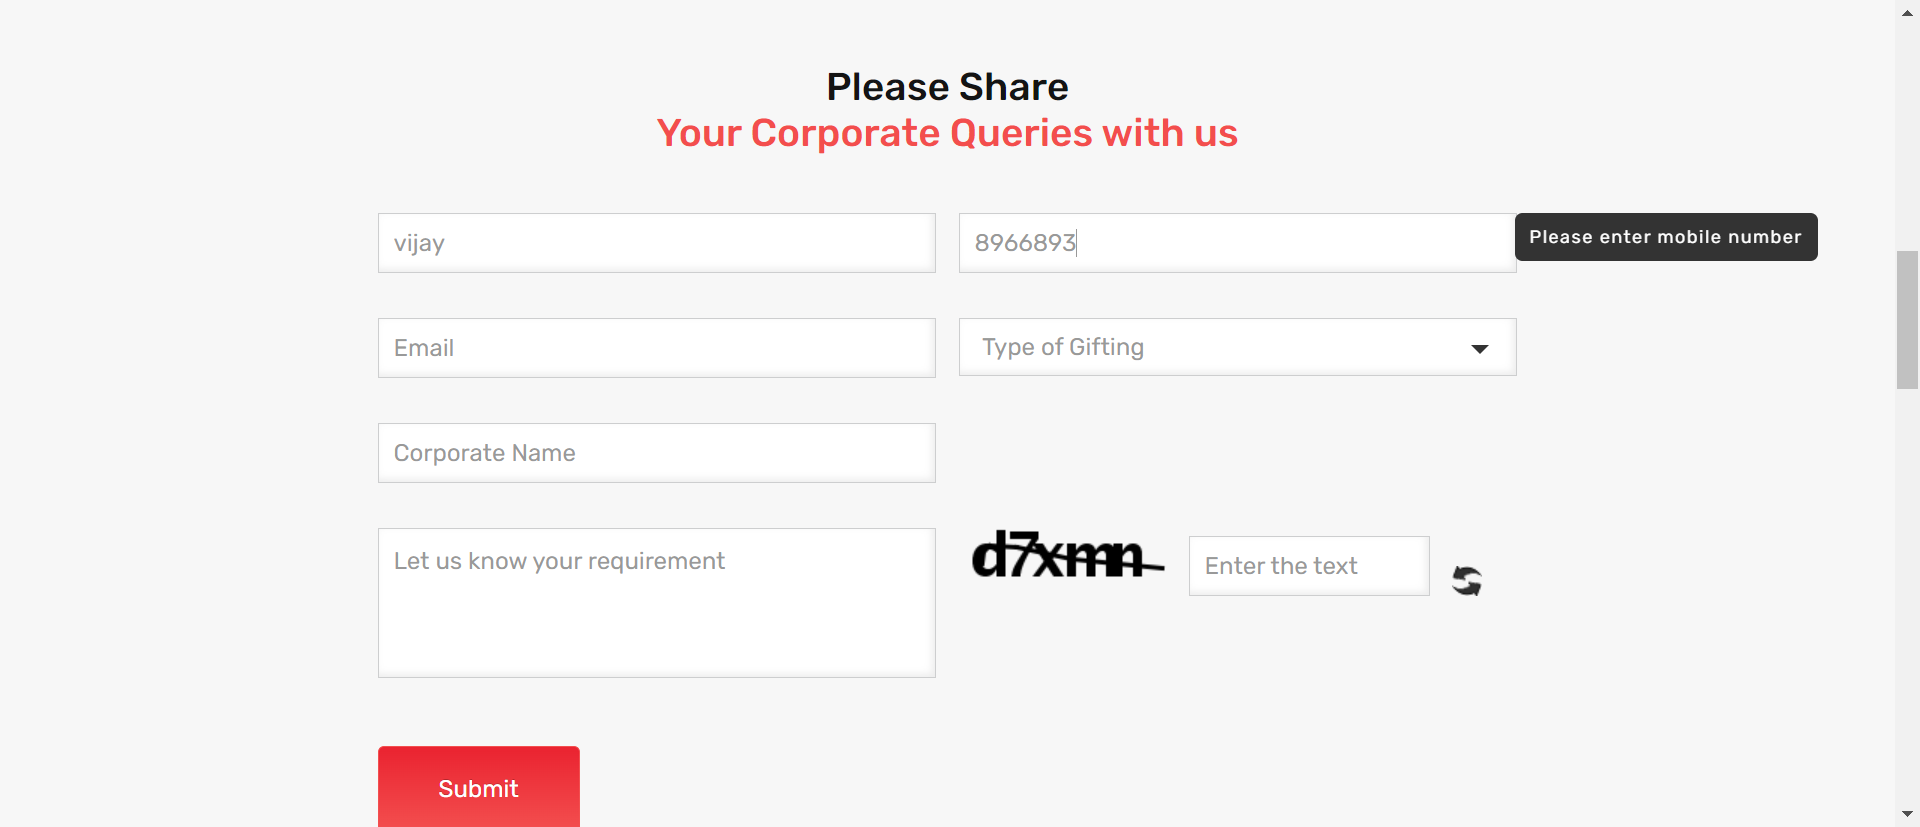 Please Share
Your Corporate Queries with us
vijay
8966893
Please enter mobile number
Email
Type of Gifting
Corporate Name
Let us know your requirement
d7xmn
Enter the text
Submit